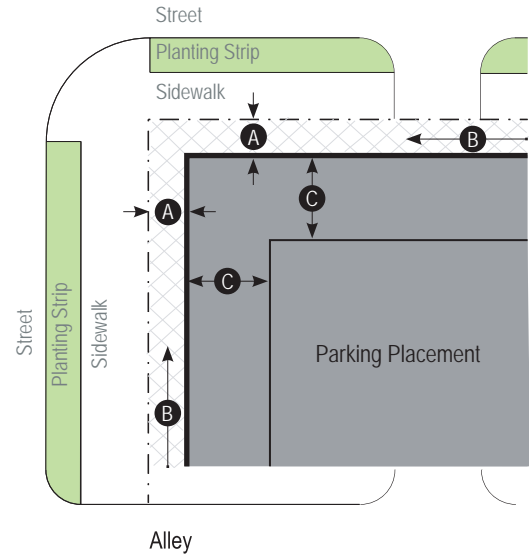 Street
Planting Strip
Sidewalk
A
B
A
C
C
Street
Planting Strip
Sidewalk
Parking Placement
B
Alley